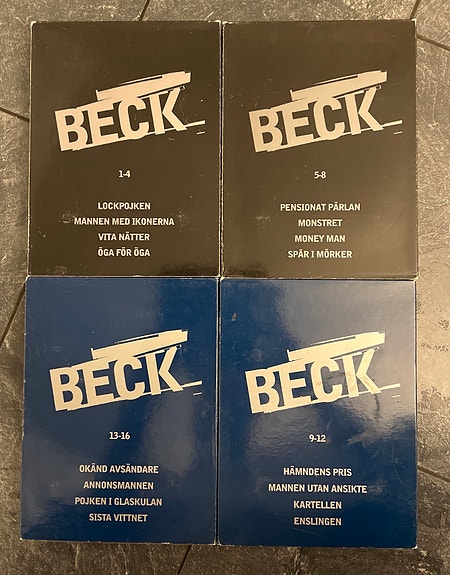 BECK
1-4
LOCKPOJKEN
MANNEN MED IKONERNA
VITA NÄTTER
ÖGA FÖR ÖGA
BECK
5-8
PENSIONAT PÄRLAN
MONSTRET
MONEY MAN
SPÅR I MÖRKER
BECK
13-16
OKÄND AVSÄNDARE
ANNONSMANNEN
POJKEN I GLASKULAN
SISTA VITTNET
BECK
9-12
HÄMNDENS PRIS
MANNEN UTAN ANSIKTE
KARTELLEN
ENSLINGEN